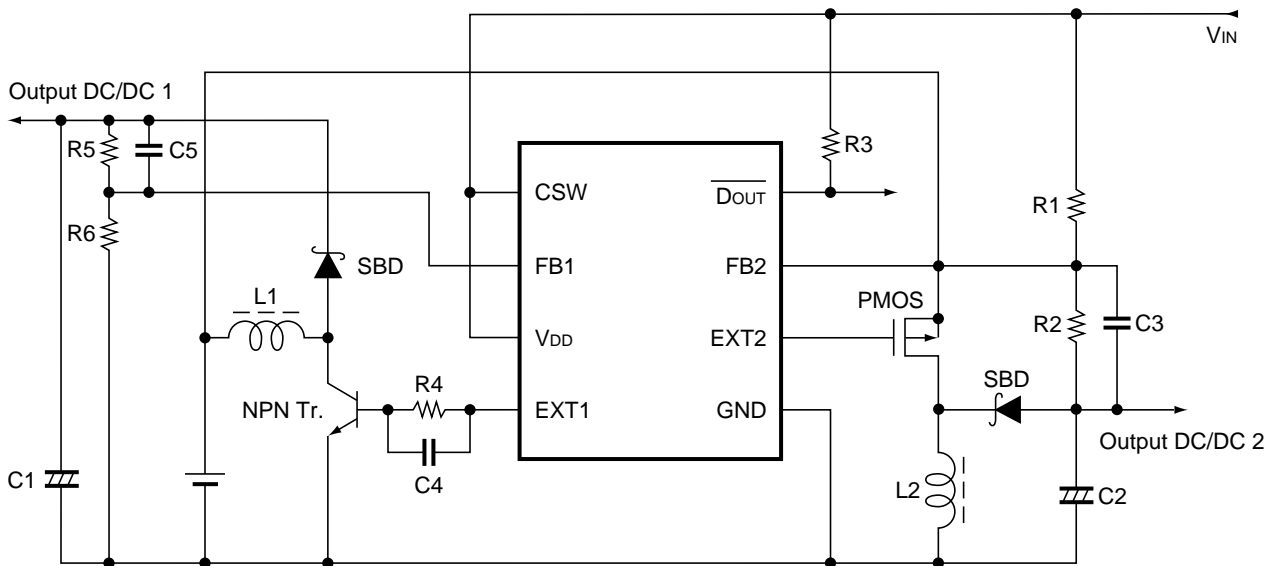 VIN
Output DC/DC 1
R5
C5
R3
CSW
DOUT
R1
R6
FB1
FB2
SBD
L1
PMOS
R2
C3
VDD
EXT2
R4
SBD
NPN Tr.
EXT1
GND
Output DC/DC 2
C1
C4
L2
C2